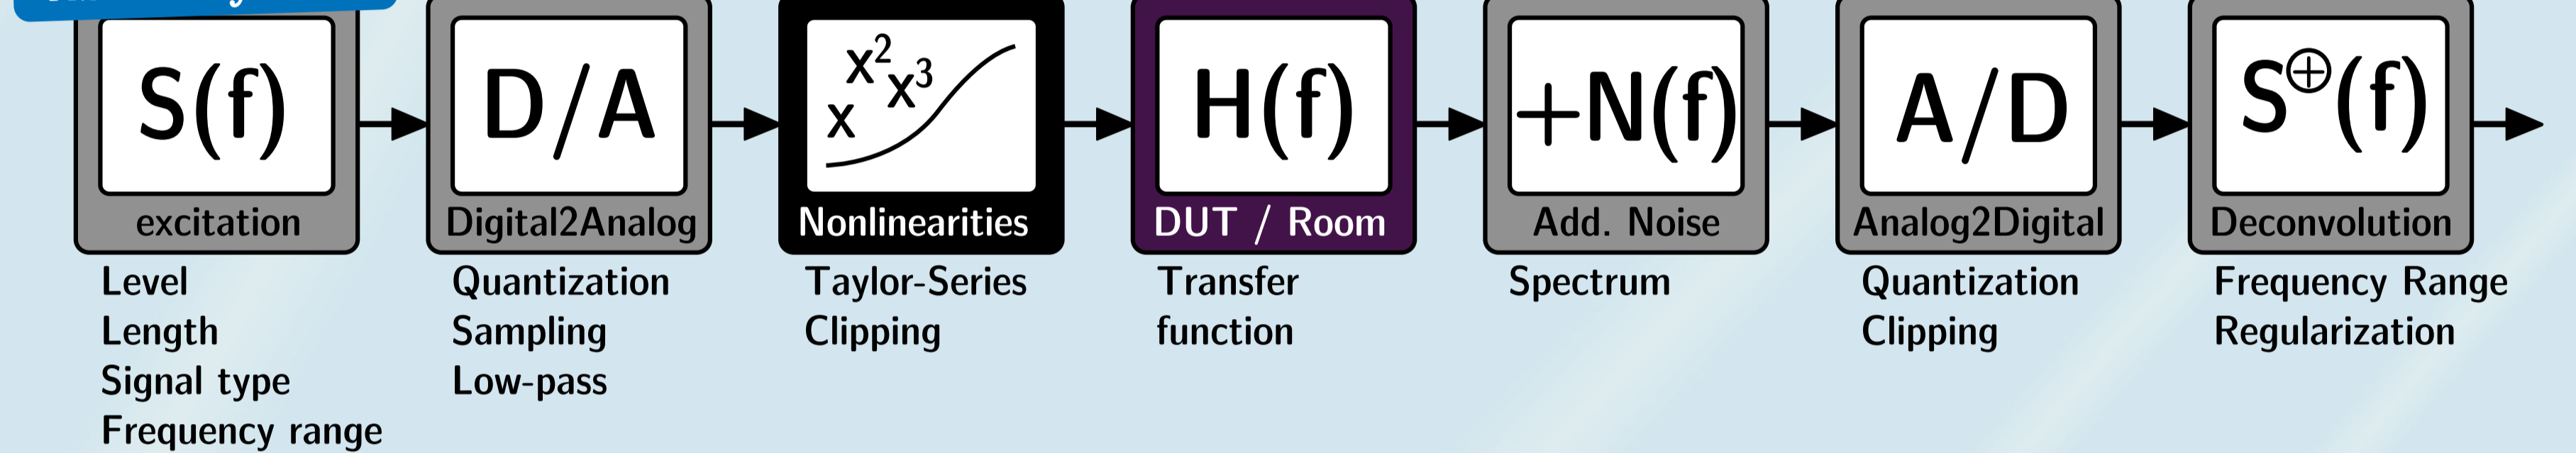 S(f)
excitation
Level
Length
Signal type
Frequency range
D/A
Digital2Analog
Quantization
Sampling
Low-pass
x² x³
x
Nonlinearities
Taylor-Series
Clipping
H(f)
DUT / Room
Transfer
function
+N(f)
Add. Noise
Spectrum
A/D
Analog2Digital
Quantization
Clipping
S⊕(f)
Deconvolution
Frequency Range
Regularization